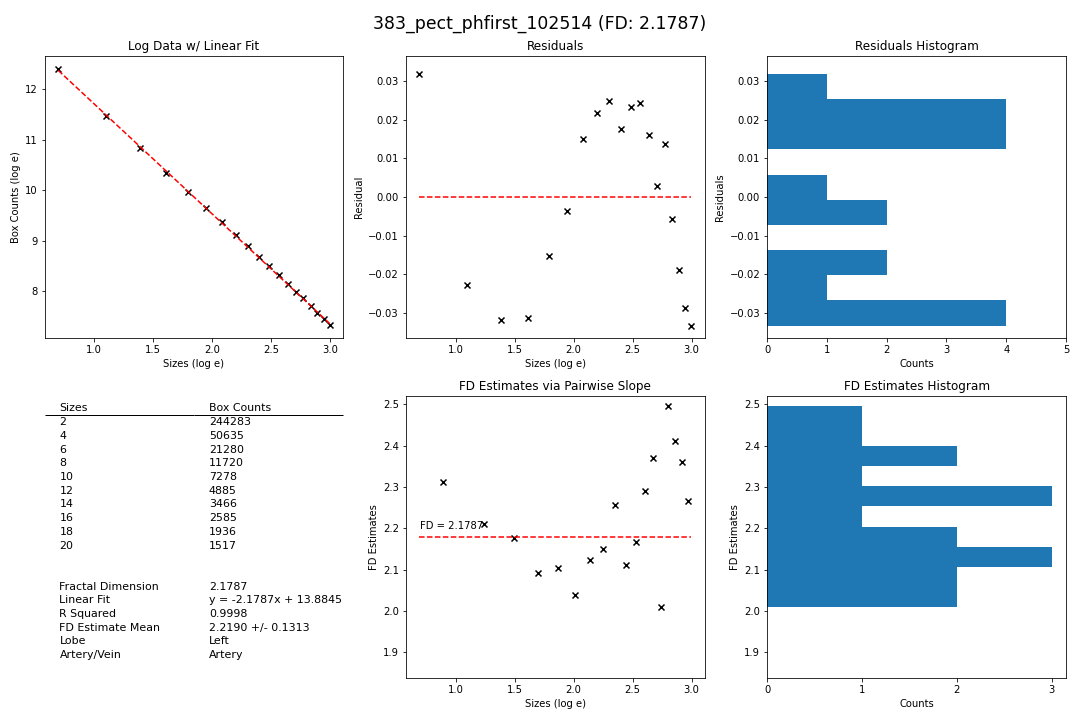 383_pect_phfirst_102514 (FD: 2.1787)
Log Data w/ Linear Fit
Box Counts (log e)
12
11
10
9
8
1.0 1.5 2.0 2.5 3.0
Sizes (log e)
Residuals
Residual
0.03
0.02
0.01
0.00
−0.01
−0.02
−0.03
1.0 1.5 2.0 2.5 3.0
Sizes (log e)
Residuals Histogram
Residuals
0.03
0.02
0.01
0.00
−0.01
−0.02
−0.03
0 1 2 3 4 5
Counts
Sizes Box Counts
2 244283
4 50635
6 21280
8 11720
10 7278
12 4885
14 3466
16 2585
18 1936
20 1517
Fractal Dimension 2.1787
Linear Fit y = -2.1787x + 13.8845
R Squared 0.9998
FD Estimate Mean 2.2190 +/- 0.1313
Lobe Left
Artery/Vein Artery
FD Estimates via Pairwise Slope
FD Estimates
2.5
2.4
2.3
2.2
2.1
2.0
1.9
FD = 2.1787
1.0 1.5 2.0 2.5 3.0
Sizes (log e)
FD Estimates Histogram
FD Estimates
2.5
2.4
2.3
2.2
2.1
2.0
1.9
0 1 2 3
Counts